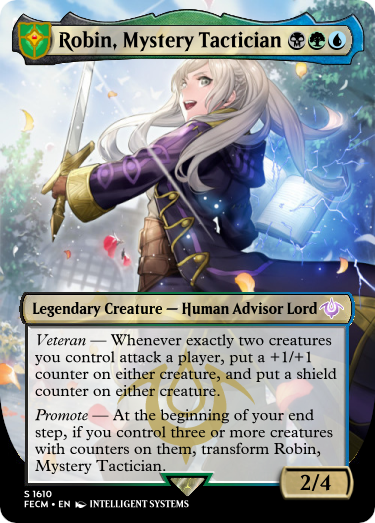 Robin, Mystery Tactician
Legendary Creature — Human Advisor Lord
Veteran — Whenever exactly two creatures
you control attack a player, put a +1/+1
counter on either creature, and put a shield
counter on either creature.
Promote — At the beginning of your end
step, if you control three or more creatures
with counters on them, transform Robin,
Mystery Tactician.
2/4
S 1610
FECM • EN INTELLIGENT SYSTEMS